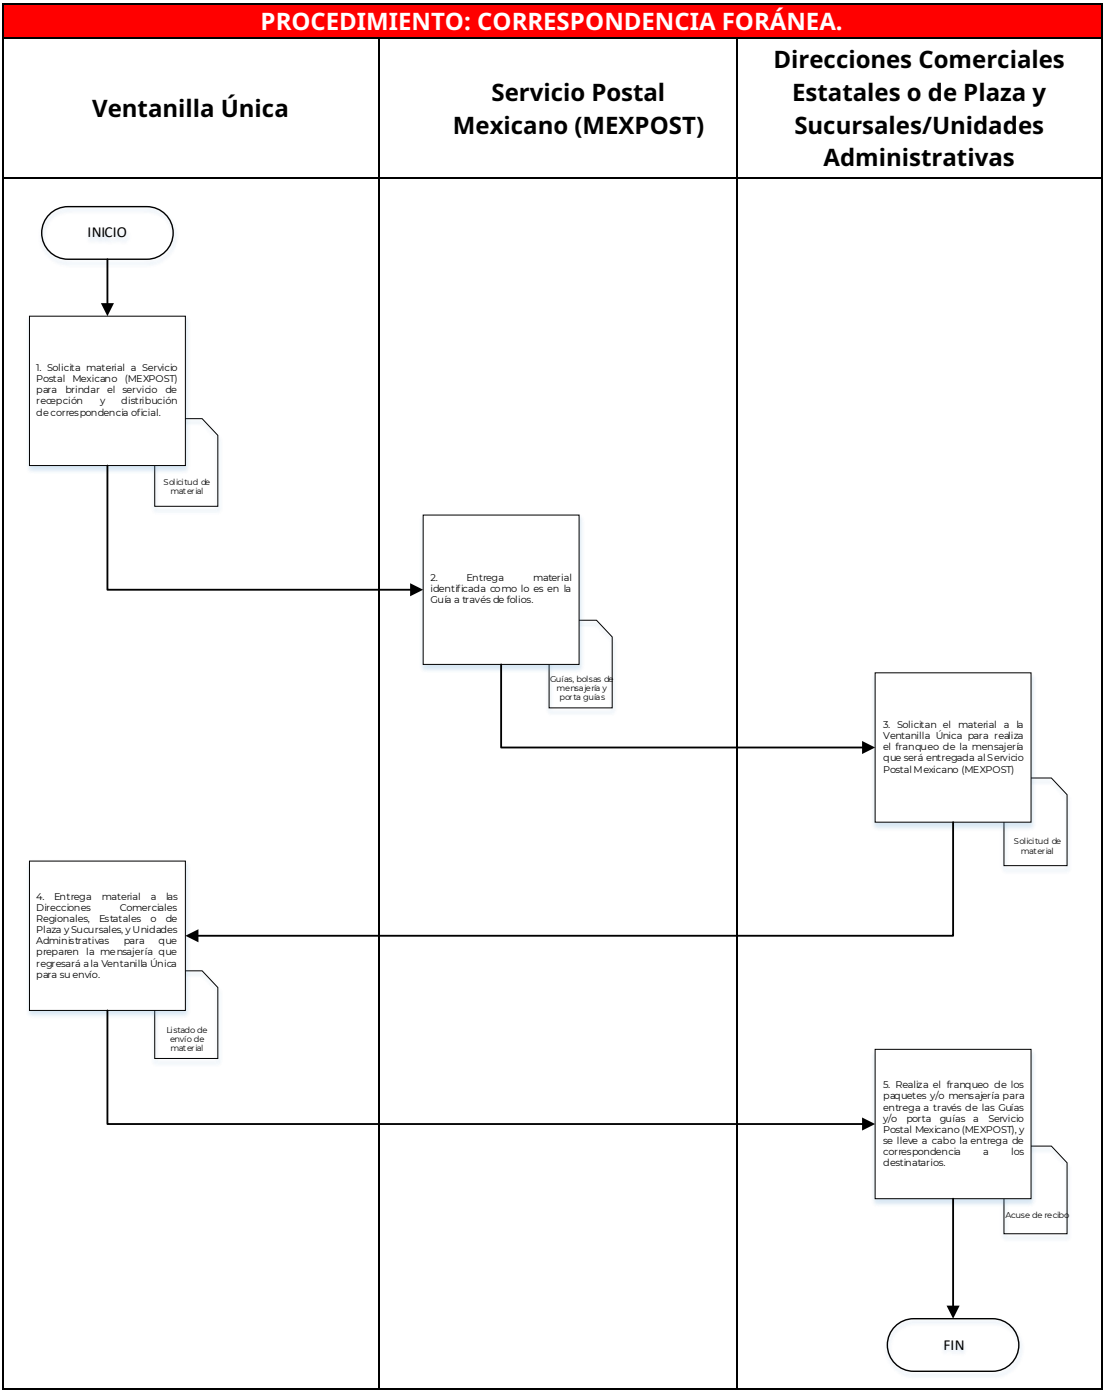 PROCEDIMIENTO: CORRESPONDENCIA FORÁNEA.
Ventanilla Única
Servicio Postal
Mexicano (MEXPOST)
Direcciones Comerciales
Estatales o de Plaza y
Sucursales/Unidades
Administrativas
INICIO
1. Solicita material a Servicio
Postal Mexicano (MEXPOST)
para brindar el servicio de
recepción y distribución
de correspondencia oficial.
Solicitud de
material
2. Entrega material
identificada como lo es en la
Guía a través de folios.
Guías, bolsas de
mensajería y
porta guías
3. Solicitan el material a la
Ventanilla Única para realiza
el franqueo de la mensajería
que será entregada al Servicio
Postal Mexicano (MEXPOST)
Solicitud de
material
4. Entrega material a las
Direcciones Comerciales
Regionales, Estatales o de
Plaza y Sucursales, y Unidades
Administrativas para que
preparen la mensajería que
regresará a la Ventanilla Única
para su envío.
Listado de
envío de
material
5. Realiza el franqueo de los
paquetes y/o mensajería para
entrega a través de las Guías
y/o porta guías a Servicio
Postal Mexicano (MEXPOST), y
se lleve a cabo la entrega de
correspondencia a los
destinatarios.
Acuse de recibo
FIN